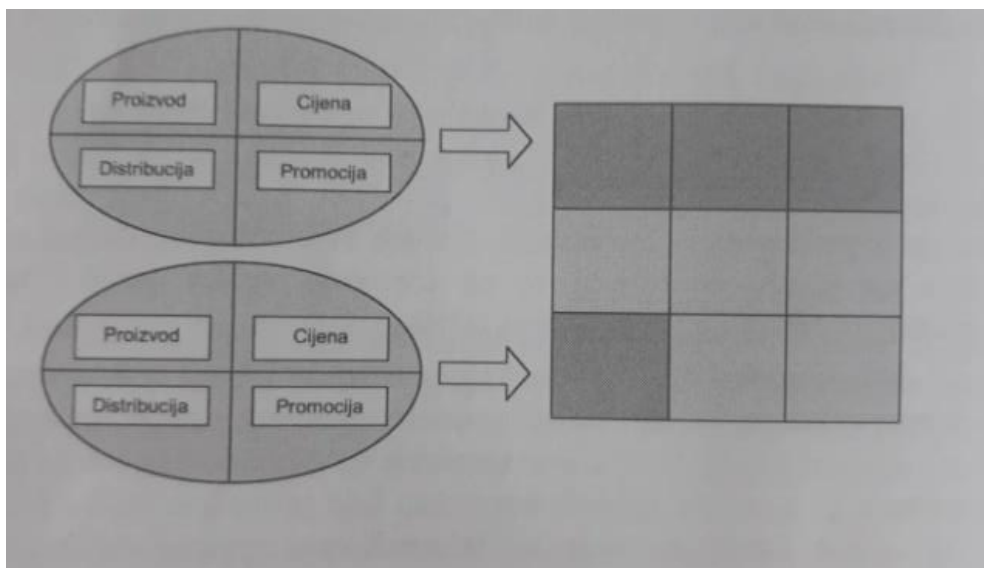 Proizvod
Cijena
Distribucija
Promocija
Proizvod
Cijena
Distribucija
Promocija